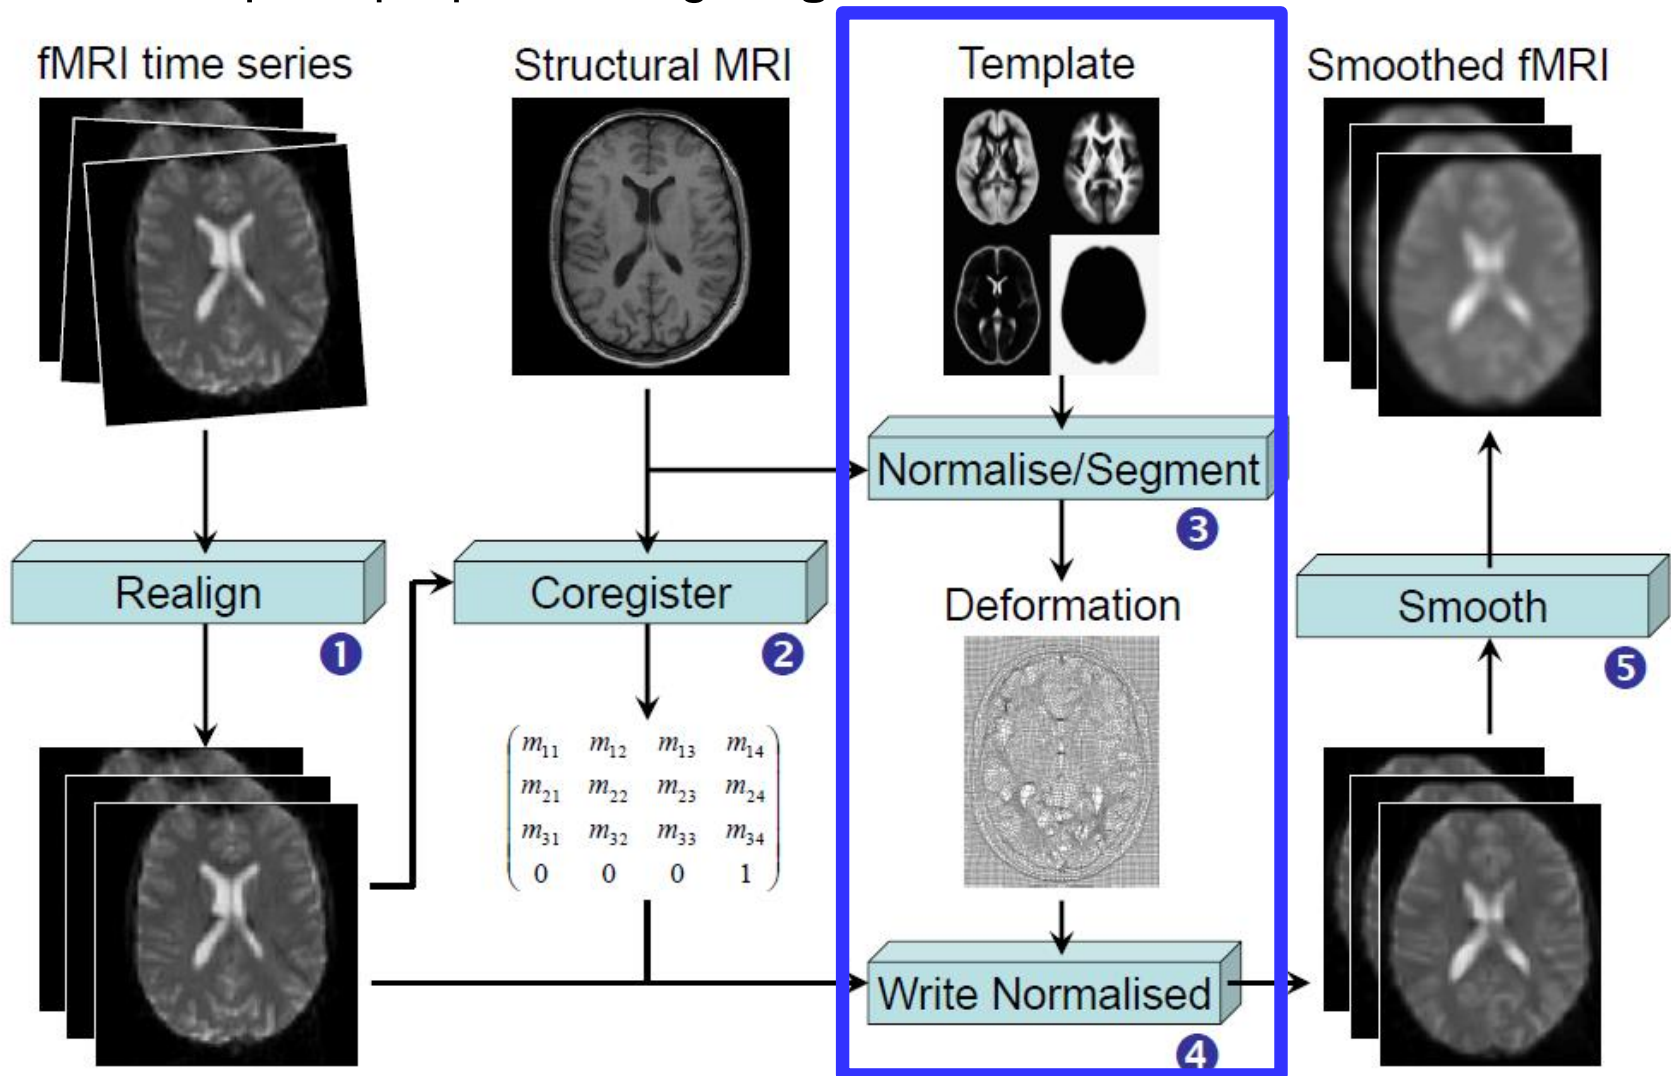 fMRI time series
Structural MRI
Template
Smoothed fMRI
Normalise/Segment
3
Realign
1
Coregister
2
Deformation
Smooth
5
m11 m12 m13 m14
m21 m22 m23 m24
m31 m32 m33 m34
0 0 0 1
Write Normalised
4